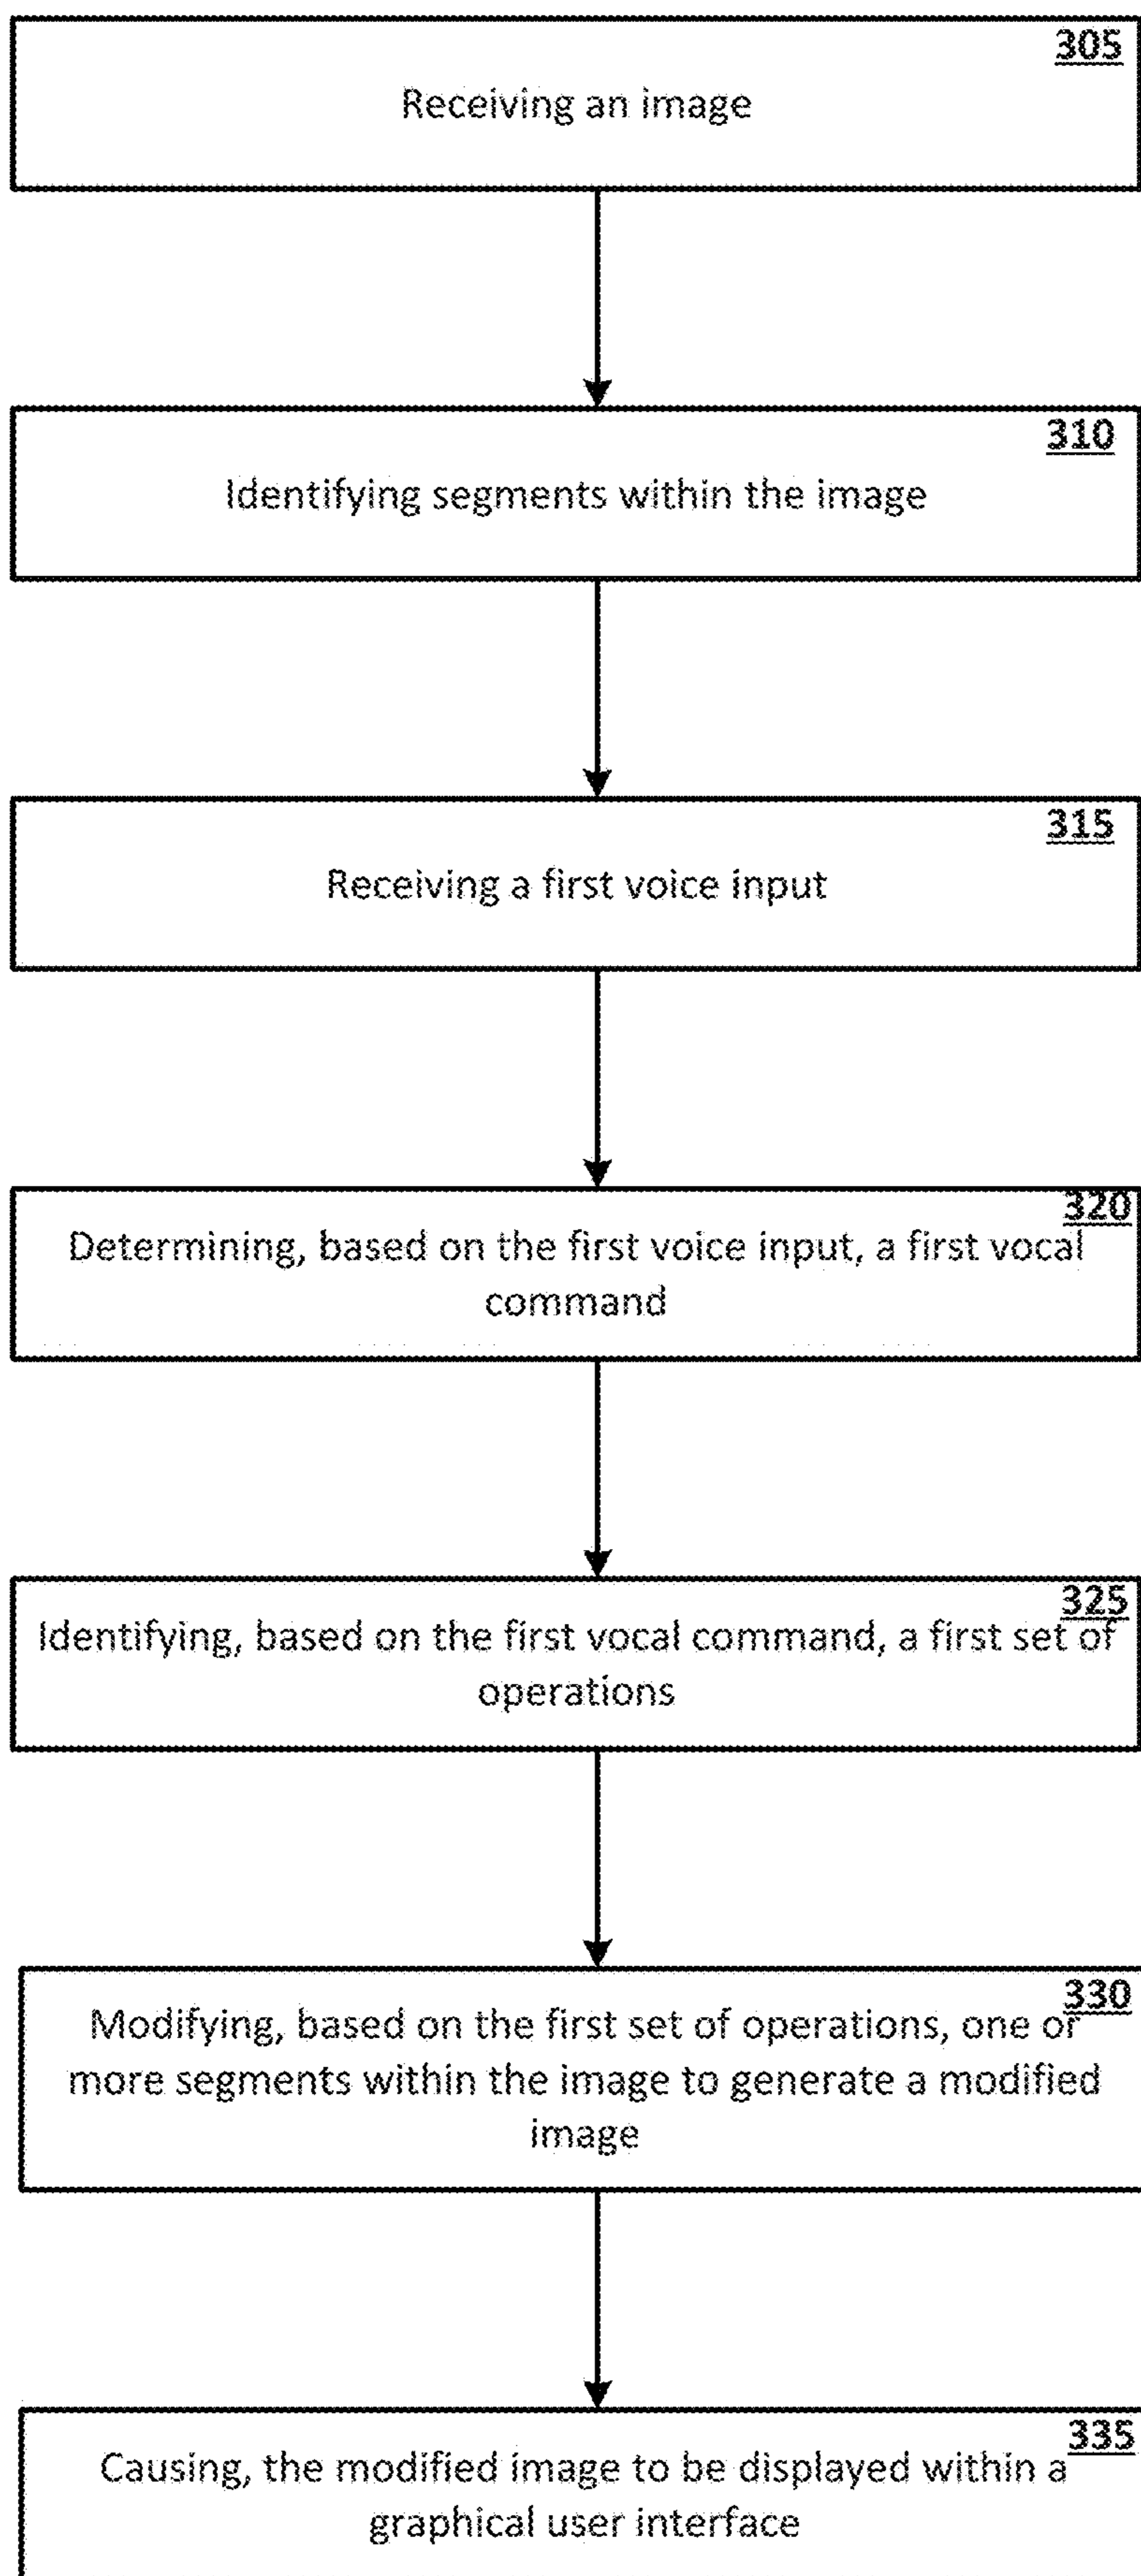 305
Receiving an image
310
Identifying segments within the image
315
Receiving a first voice input
320
Determining, based on the first voice input, a first vocal
command
325
Identifying, based on the first vocal command, a first set of
operations
330
Modifying, based on the first set of operations, one or
more segments within the image to generate a modified
image
335
Causing, the modified image to be displayed within a
graphical user interface